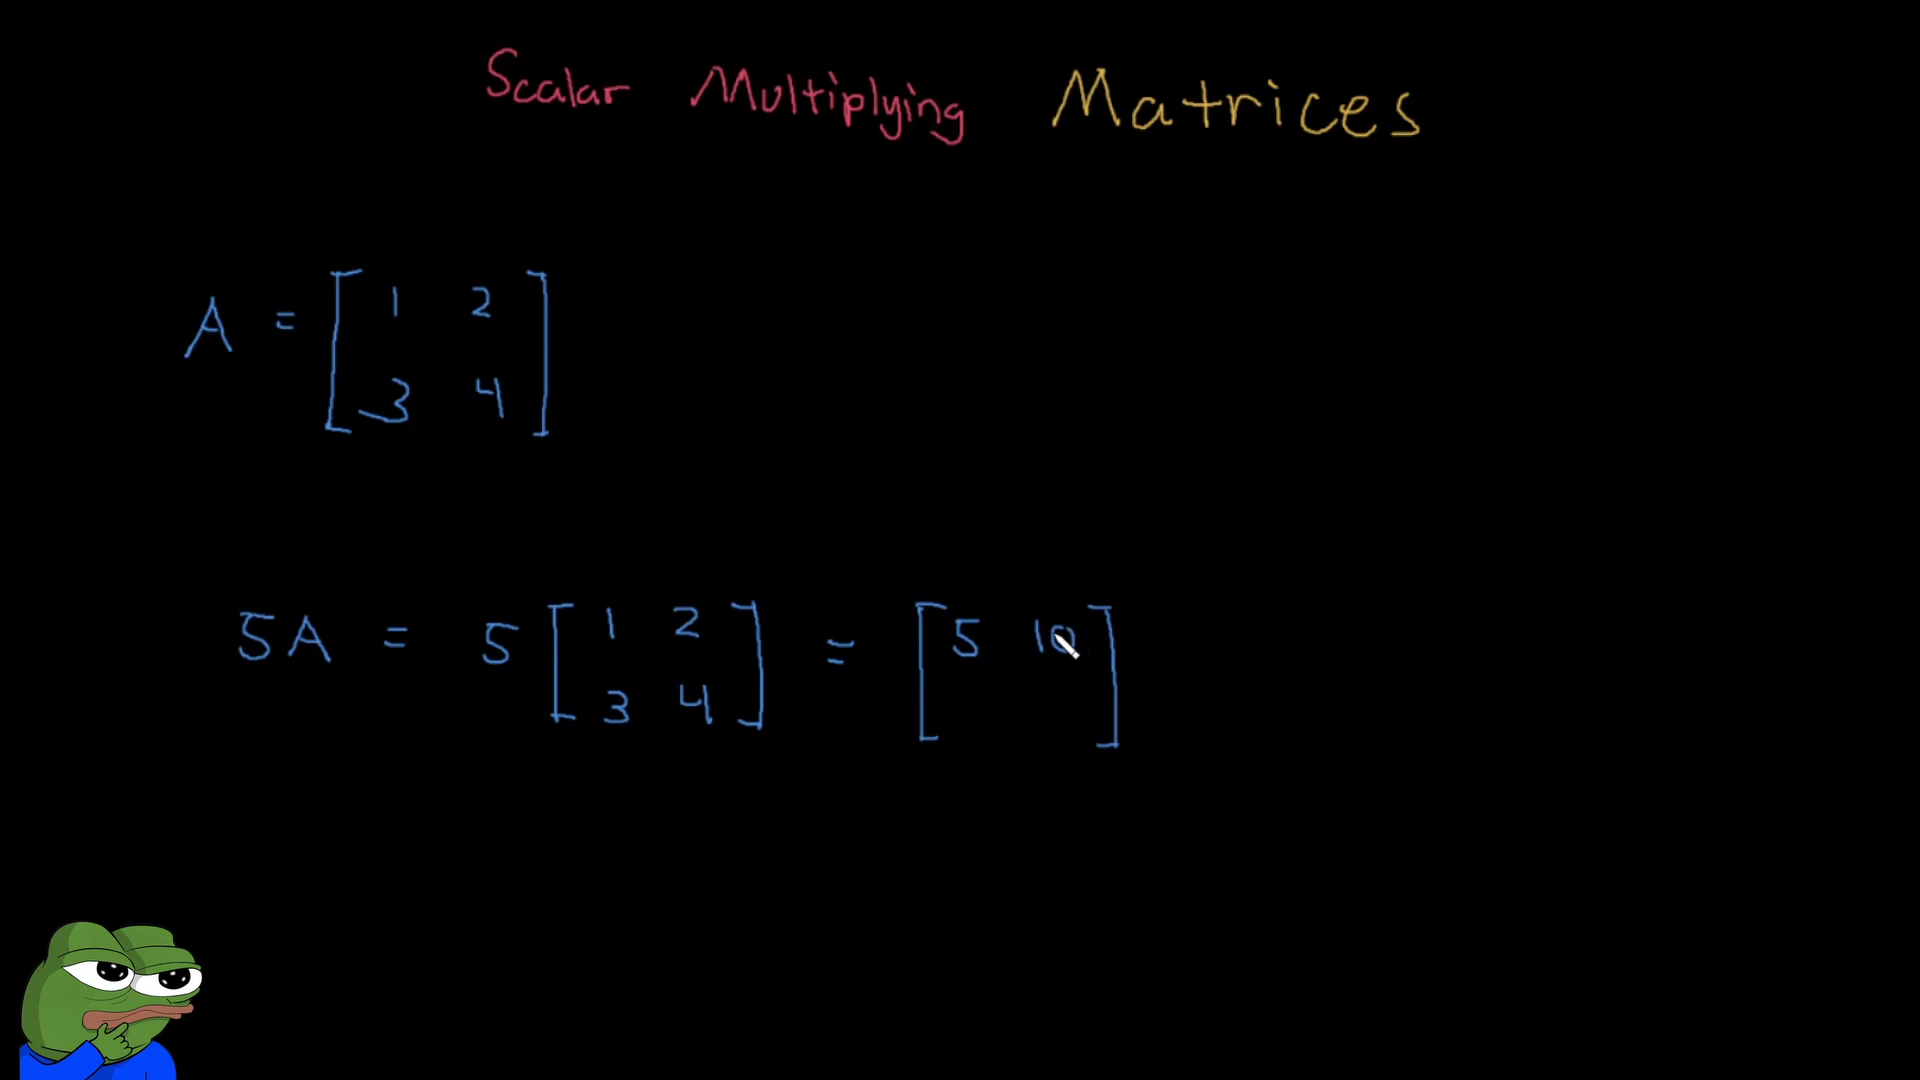 Scalar Multiplying Matrices
A = [ 1 2
3 4 ]
5A = 5 [ 1 2
3 4 ] = [ 5 10 ]